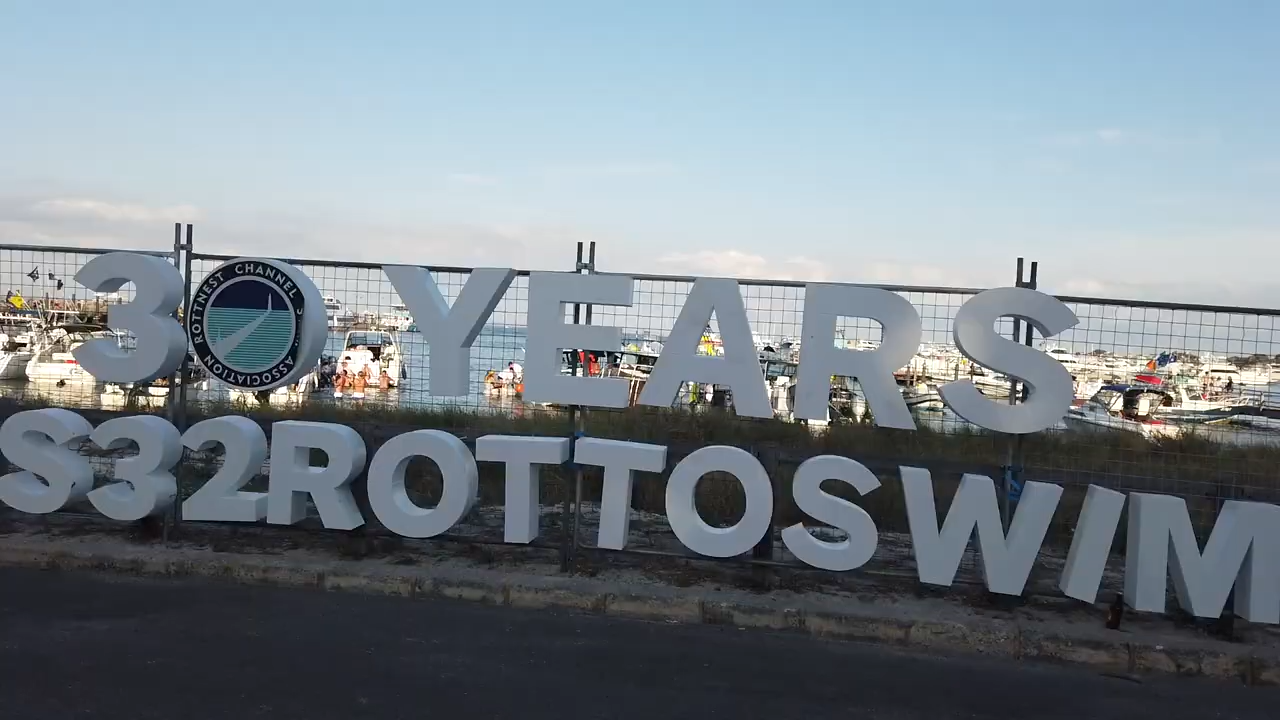 30 YEARS
ROTTNEST CHANNEL S
ASSOCIATION
S32ROTTOSWIM